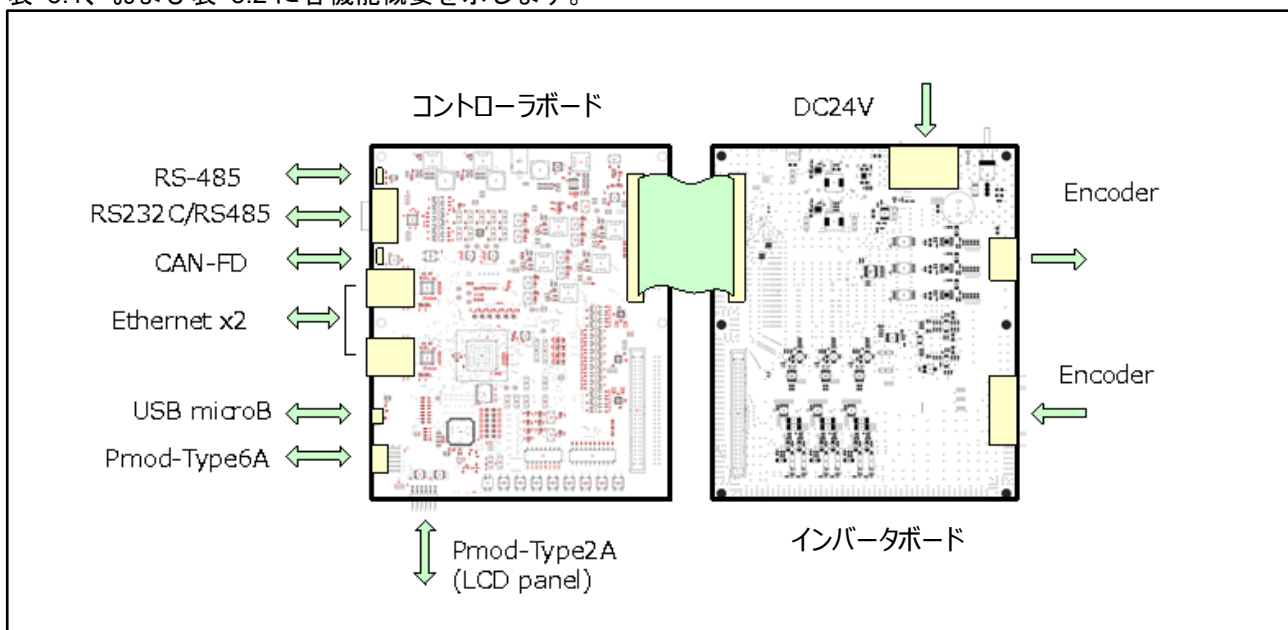 表 3.1、および表 3.2 に各機能概要を示します。
コントローラボード
DC24V
RS-485
RS232C/RS485
CAN-FD
Ethernet x2
USB microB
Pmod-Type6A
Pmod-Type2A
(LCD panel)
Encoder
Encoder
インバータボード